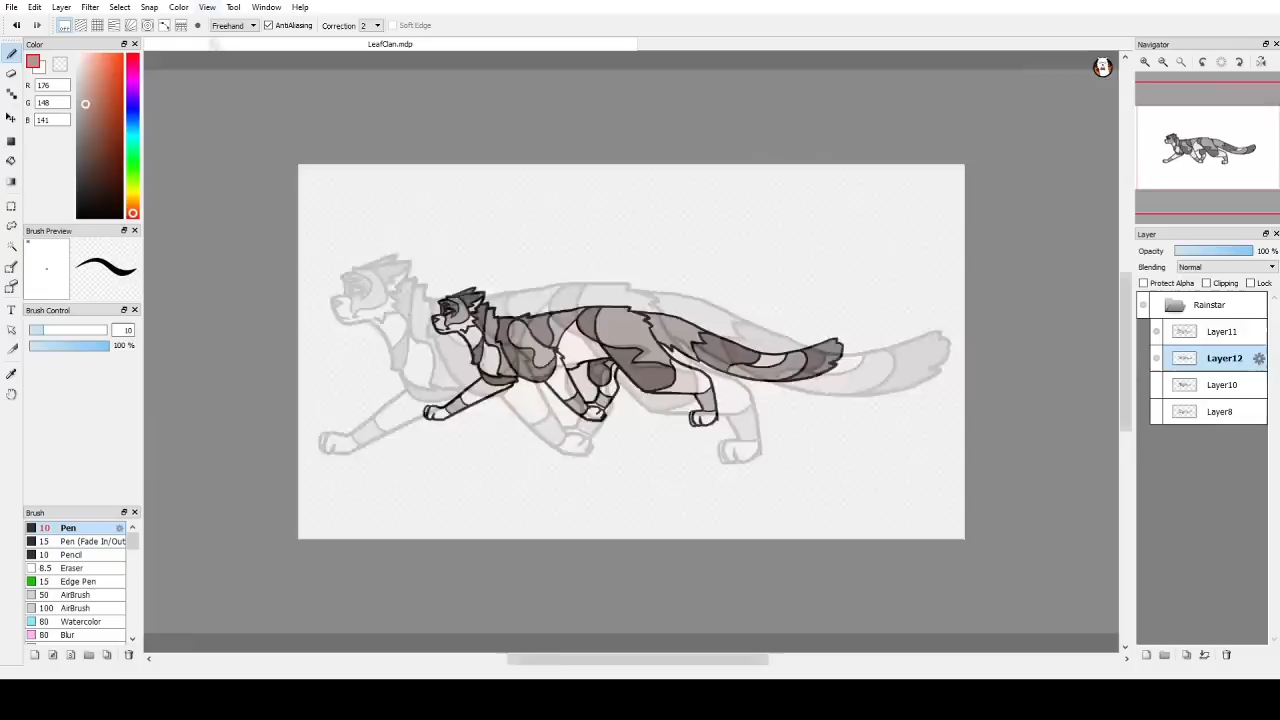 File Edit Layer Filter Select Snap Color View Tool Window Help
OFF Freehand AntiAliasing Correction 2 Soft Edge
Color
LeafClan.mdp
Navigator
R 176
G 148
B 141
Brush Preview
Brush Control
10
100 %
Brush
10 Pen
15 Pen (Fade In/Out
10 Pencil
8.5 Eraser
15 Edge Pen
50 AirBrush
100 AirBrush
80 Watercolor
80 Blur
Layer
Opacity 100 %
Blending Normal
Protect Alpha Clipping Lock
Rainstar
Layer11
Layer12
Layer10
Layer8